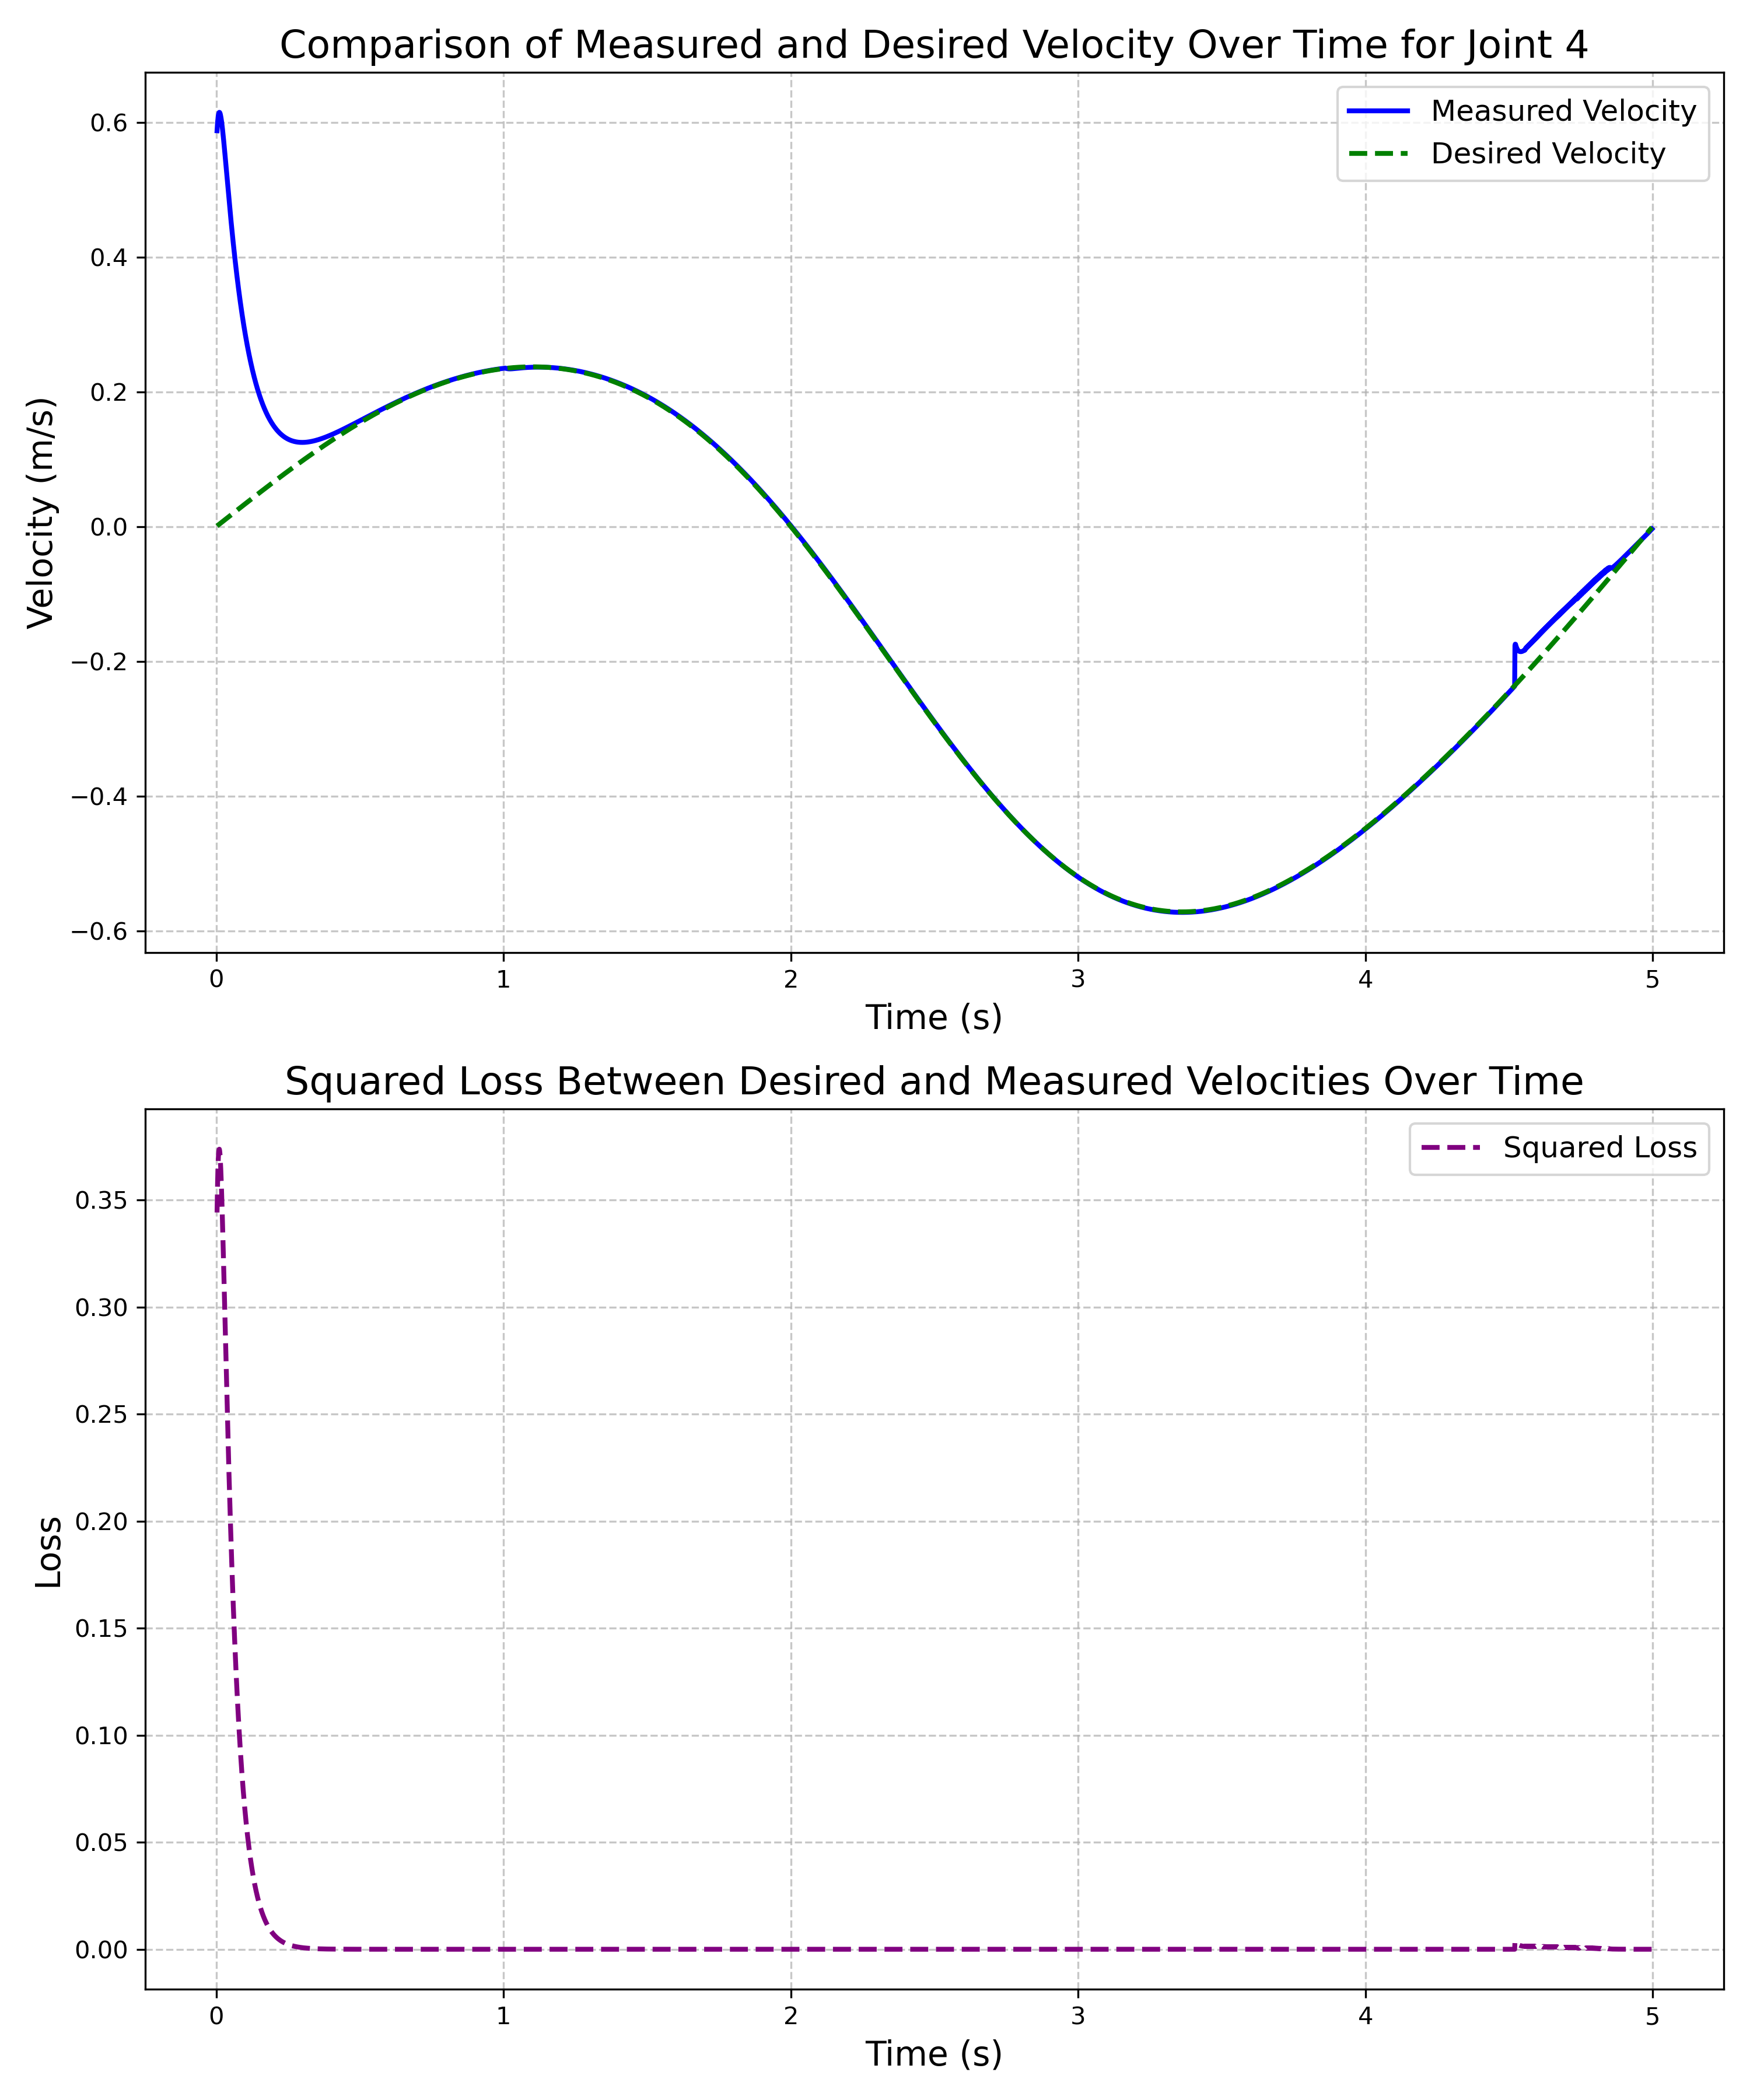 Comparison of Measured and Desired Velocity Over Time for Joint 4
Measured Velocity
Desired Velocity
Velocity (m/s)
0.6
0.4
0.2
0.0
−0.2
−0.4
−0.6
0 1 2 3 4 5
Time (s)
Squared Loss Between Desired and Measured Velocities Over Time
Squared Loss
Loss
0.35
0.30
0.25
0.20
0.15
0.10
0.05
0.00
0 1 2 3 4 5
Time (s)